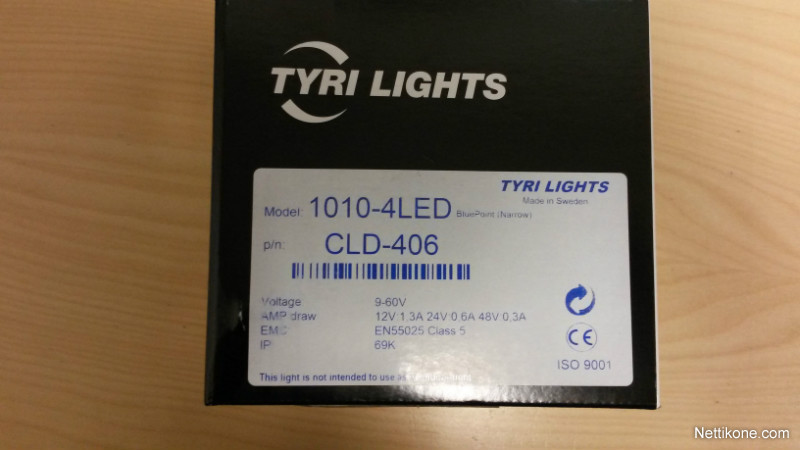 TYRI LIGHTS
TYRI LIGHTS
Made in Sweden
Model: 1010-4LED BluePoint (Narrow)
p/n: CLD-406
Voltage 9-60V
AMP draw 12V 1.3A 24V 0.6A 48V 0.3A
EMC EN55025 Class 5
IP 69K
CE
ISO 9001
This light is not intended to use as
Nettikone.com